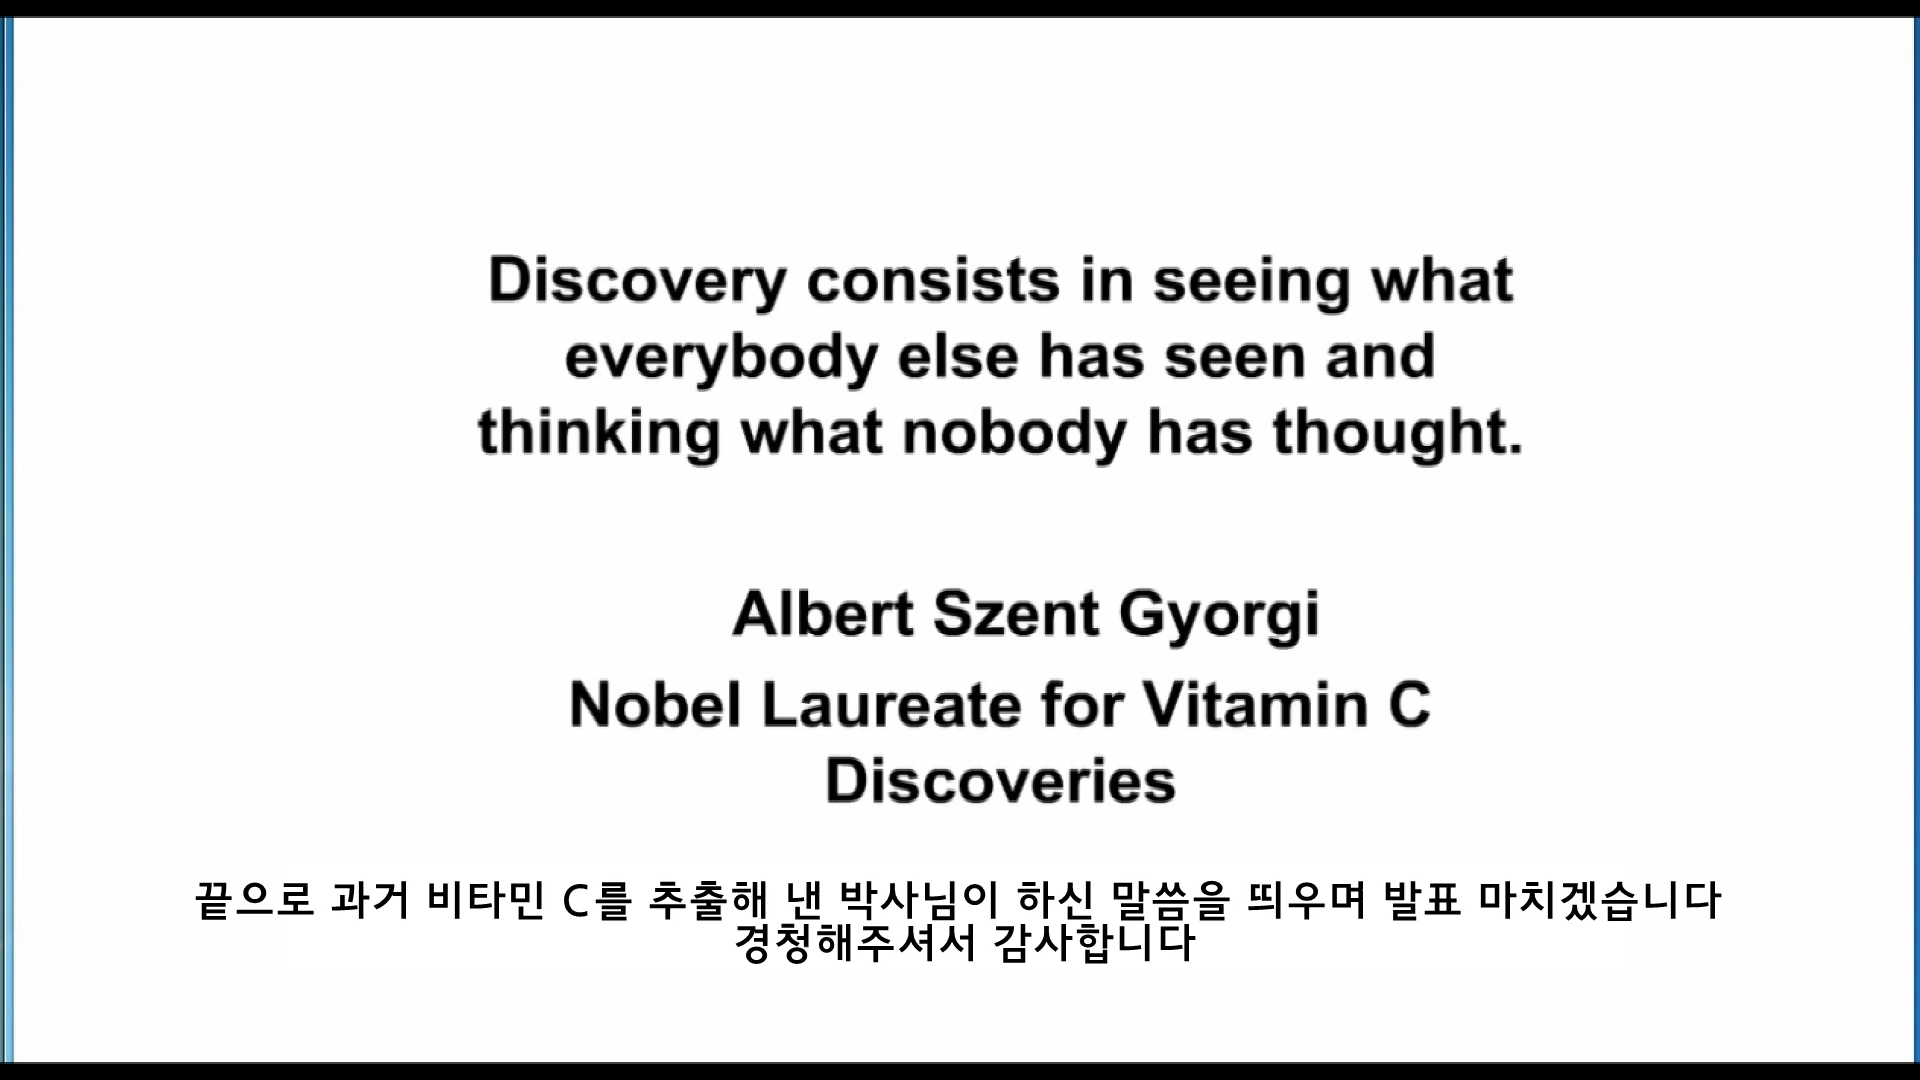 Discovery consists in seeing what
everybody else has seen and
thinking what nobody has thought.
Albert Szent Gyorgi
Nobel Laureate for Vitamin C
Discoveries
끝으로 과거 비타민 C를 추출해 낸 박사님이 하신 말씀을 띄우며 발표 마치겠습니다
경청해주셔서 감사합니다